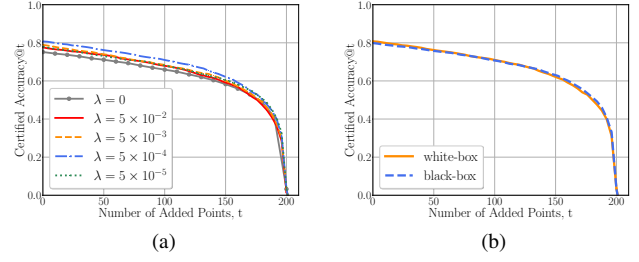 1.0
0.8
0.6
0.4
0.2
0.0
Certified Accuracy@t
λ = 0
λ = 5 × 10⁻²
λ = 5 × 10⁻³
λ = 5 × 10⁻⁴
λ = 5 × 10⁻⁵
0 50 100 150 200
Number of Added Points, t
(a)
1.0
0.8
0.6
0.4
0.2
0.0
Certified Accuracy@t
white-box
black-box
0 50 100 150 200
Number of Added Points, t
(b)